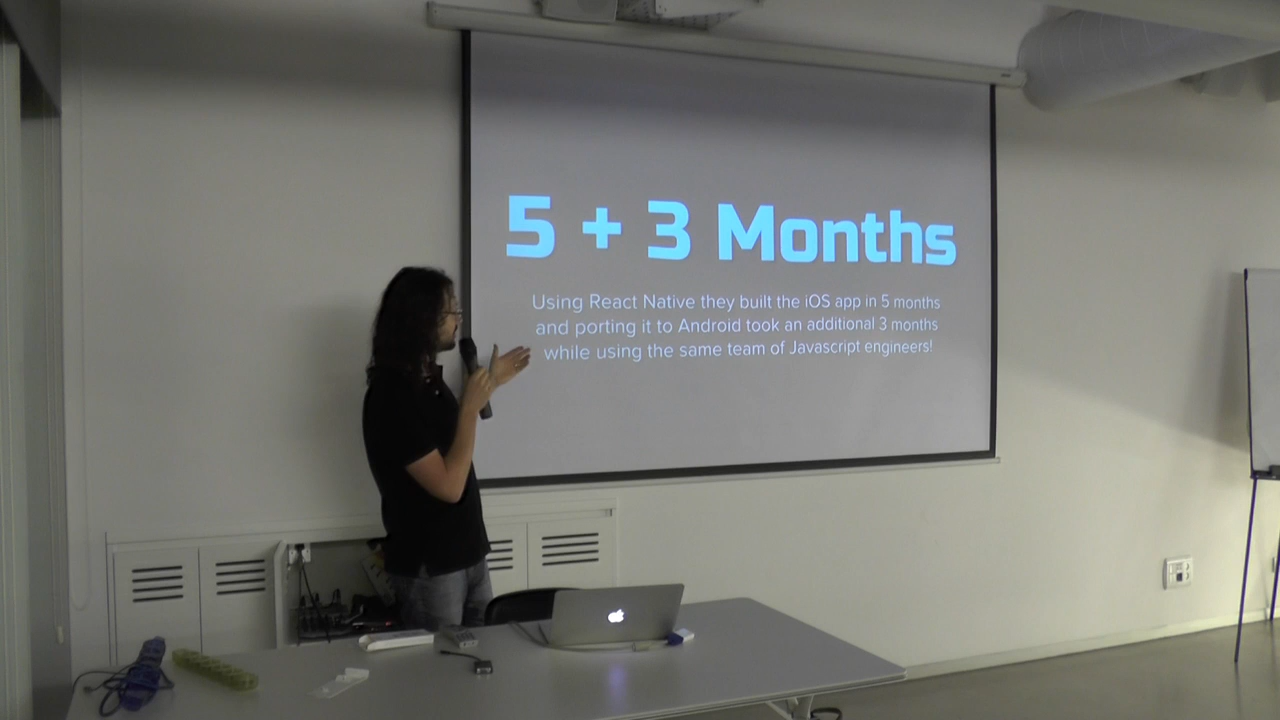 5 + 3 Months
Using React Native they built the iOS app in 5 months
and porting it to Android took an additional 3 months
while using the same team of Javascript engineers!